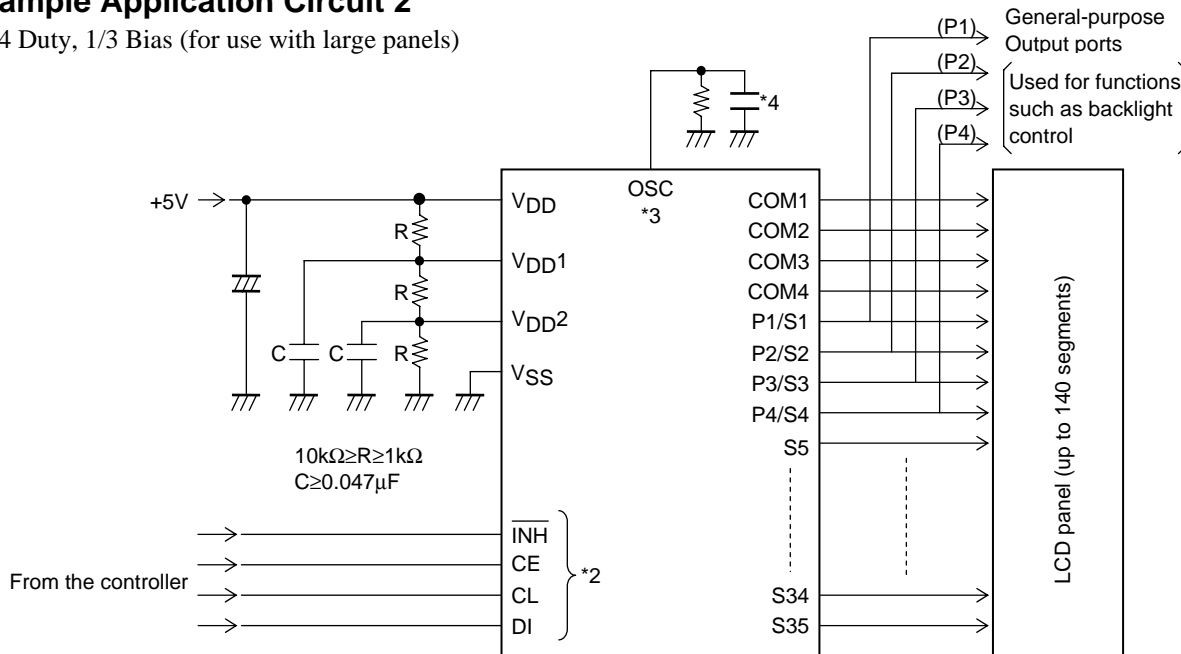 ample Application Circuit 2
4 Duty, 1/3 Bias (for use with large panels)
(P1)
General-purpose
Output ports
(P2)
(P3)
(P4)
Used for functions
such as backlight
control
*4
+5V
R
R
R
C
C
VDD
VDD1
VDD2
VSS
OSC
*3
COM1
COM2
COM3
COM4
P1/S1
P2/S2
P3/S3
P4/S4
S5
S34
S35
LCD panel (up to 140 segments)
10kΩ≥R≥1kΩ
C≥0.047μF
From the controller
INH
CE
CL
DI
*2